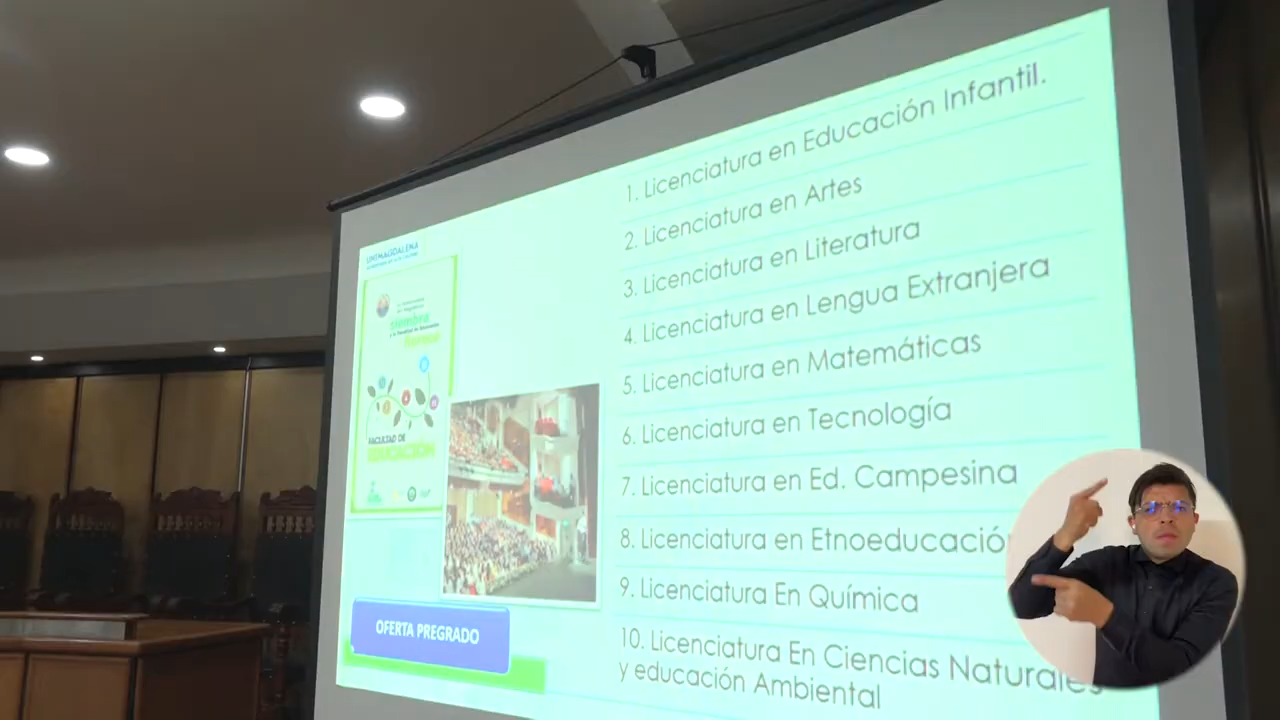 UNIMAGDALENA
Siembra
FACULTAD DE
EDUCACIÓN
OFERTA PREGRADO
1. Licenciatura en Educación Infantil.
2. Licenciatura en Artes
3. Licenciatura en Literatura
4. Licenciatura en Lengua Extranjera
5. Licenciatura en Matemáticas
6. Licenciatura en Tecnología
7. Licenciatura en Ed. Campesina
8. Licenciatura en Etnoeducació
9. Licenciatura En Química
10. Licenciatura En Ciencias Naturales
y educación Ambiental